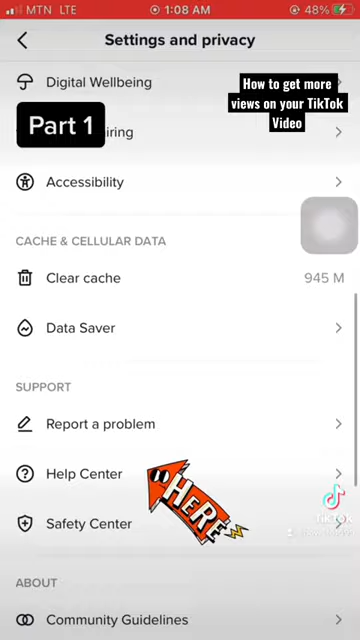 MTN LTE
1:08 AM
48%
Settings and privacy
Digital Wellbeing
How to get more
views on your TikTok
Video
Part 1
iring
Accessibility
CACHE & CELLULAR DATA
Clear cache
945 M
Data Saver
SUPPORT
Report a problem
Help Center
HERE
TikTok
Safety Center
ABOUT
Community Guidelines